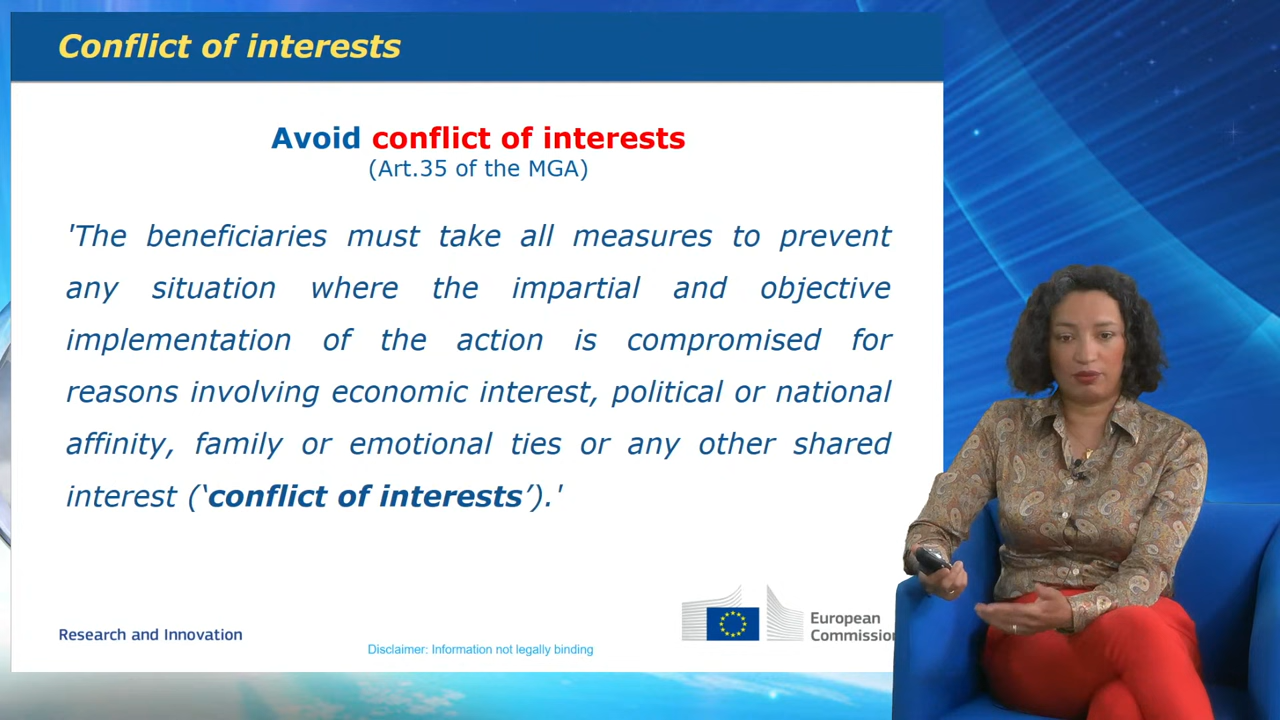 Conflict of interests
Avoid conflict of interests
(Art.35 of the MGA)
'The beneficiaries must take all measures to prevent
any situation where the impartial and objective
implementation of the action is compromised for
reasons involving economic interest, political or national
affinity, family or emotional ties or any other shared
interest (‘conflict of interests’).'
Research and Innovation
Disclaimer: Information not legally binding
European
Commission